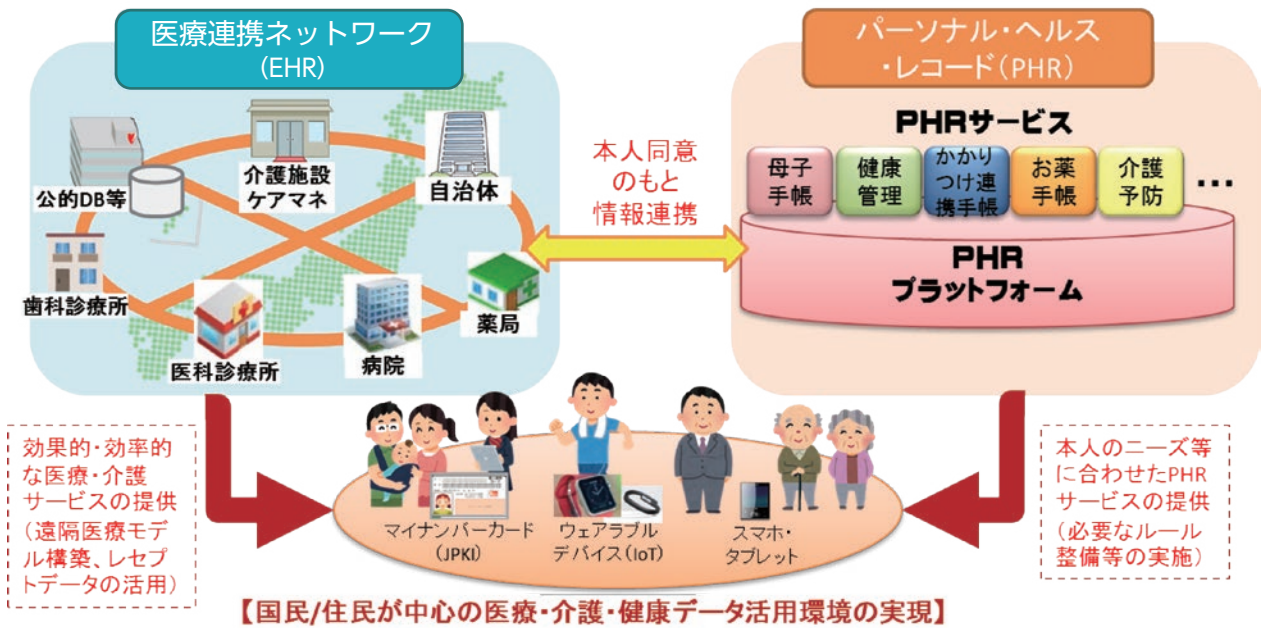 医療連携ネットワーク
(EHR)
公的DB等
介護施設
ケアマネ
自治体
歯科診療所
医科診療所
病院
薬局
本人同意
のもと
情報連携
パーソナル・ヘルス
・レコード(PHR)
PHRサービス
母子
手帳
健康
管理
かかり
つけ連
携手帳
お薬
手帳
介護
予防
…
PHR
プラットフォーム
効果的・効率的
な医療・介護
サービスの提供
(遠隔医療モデ
ル構築、レセプ
トデータの活用)
マイナンバーカード
(JPKI)
ウェアラブル
デバイス(IoT)
スマホ・
タブレット
本人のニーズ等
に合わせたPHR
サービスの提供
(必要なルール
整備等の実施)
【国民/住民が中心の医療・介護・健康データ活用環境の実現】